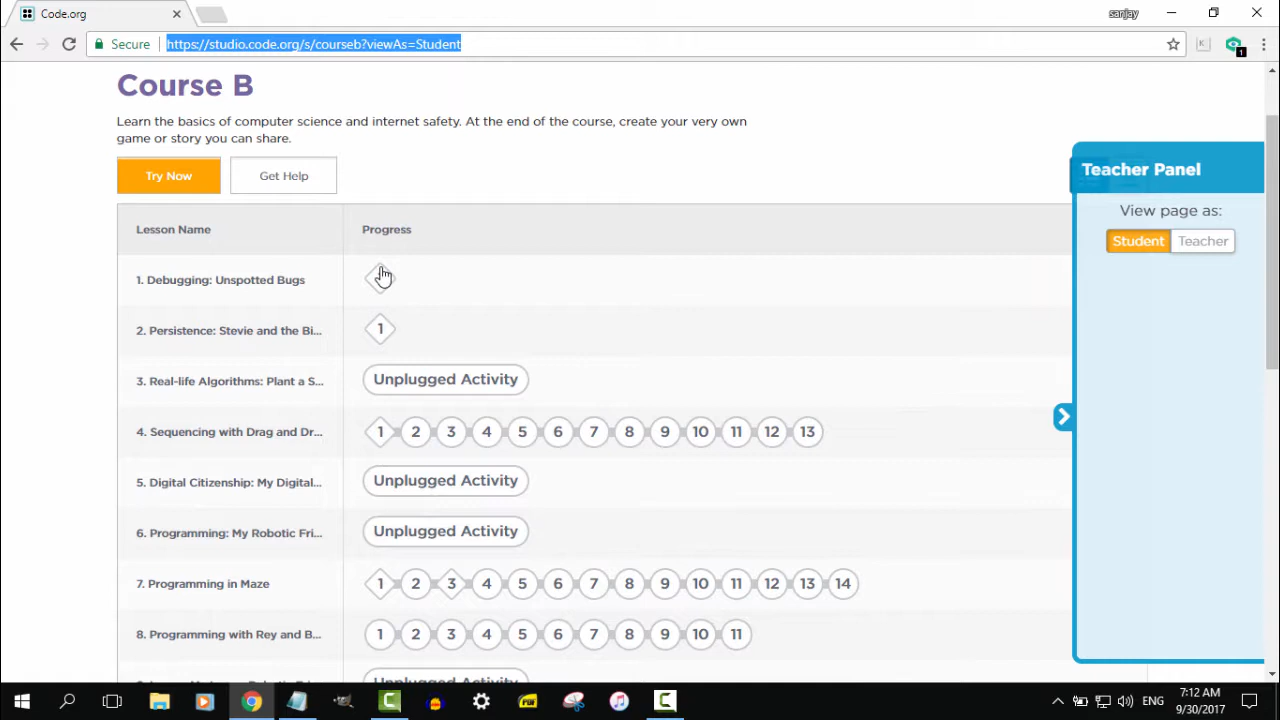 Code.org
sanjay
Secure
https://studio.code.org/s/courseb?viewAs=Student
1
Course B
Learn the basics of computer science and internet safety. At the end of the course, create your very own
game or story you can share.
Try Now
Get Help
Teacher Panel
View page as:
Student Teacher
Lesson Name Progress
1. Debugging: Unspotted Bugs
2. Persistence: Stevie and the Bi... 1
3. Real-life Algorithms: Plant a S... Unplugged Activity
4. Sequencing with Drag and Dr... 1 2 3 4 5 6 7 8 9 10 11 12 13
5. Digital Citizenship: My Digital... Unplugged Activity
6. Programming: My Robotic Fri... Unplugged Activity
7. Programming in Maze 1 2 3 4 5 6 7 8 9 10 11 12 13 14
8. Programming with Rey and B... 1 2 3 4 5 6 7 8 9 10 11
ENG
7:12 AM
9/30/2017